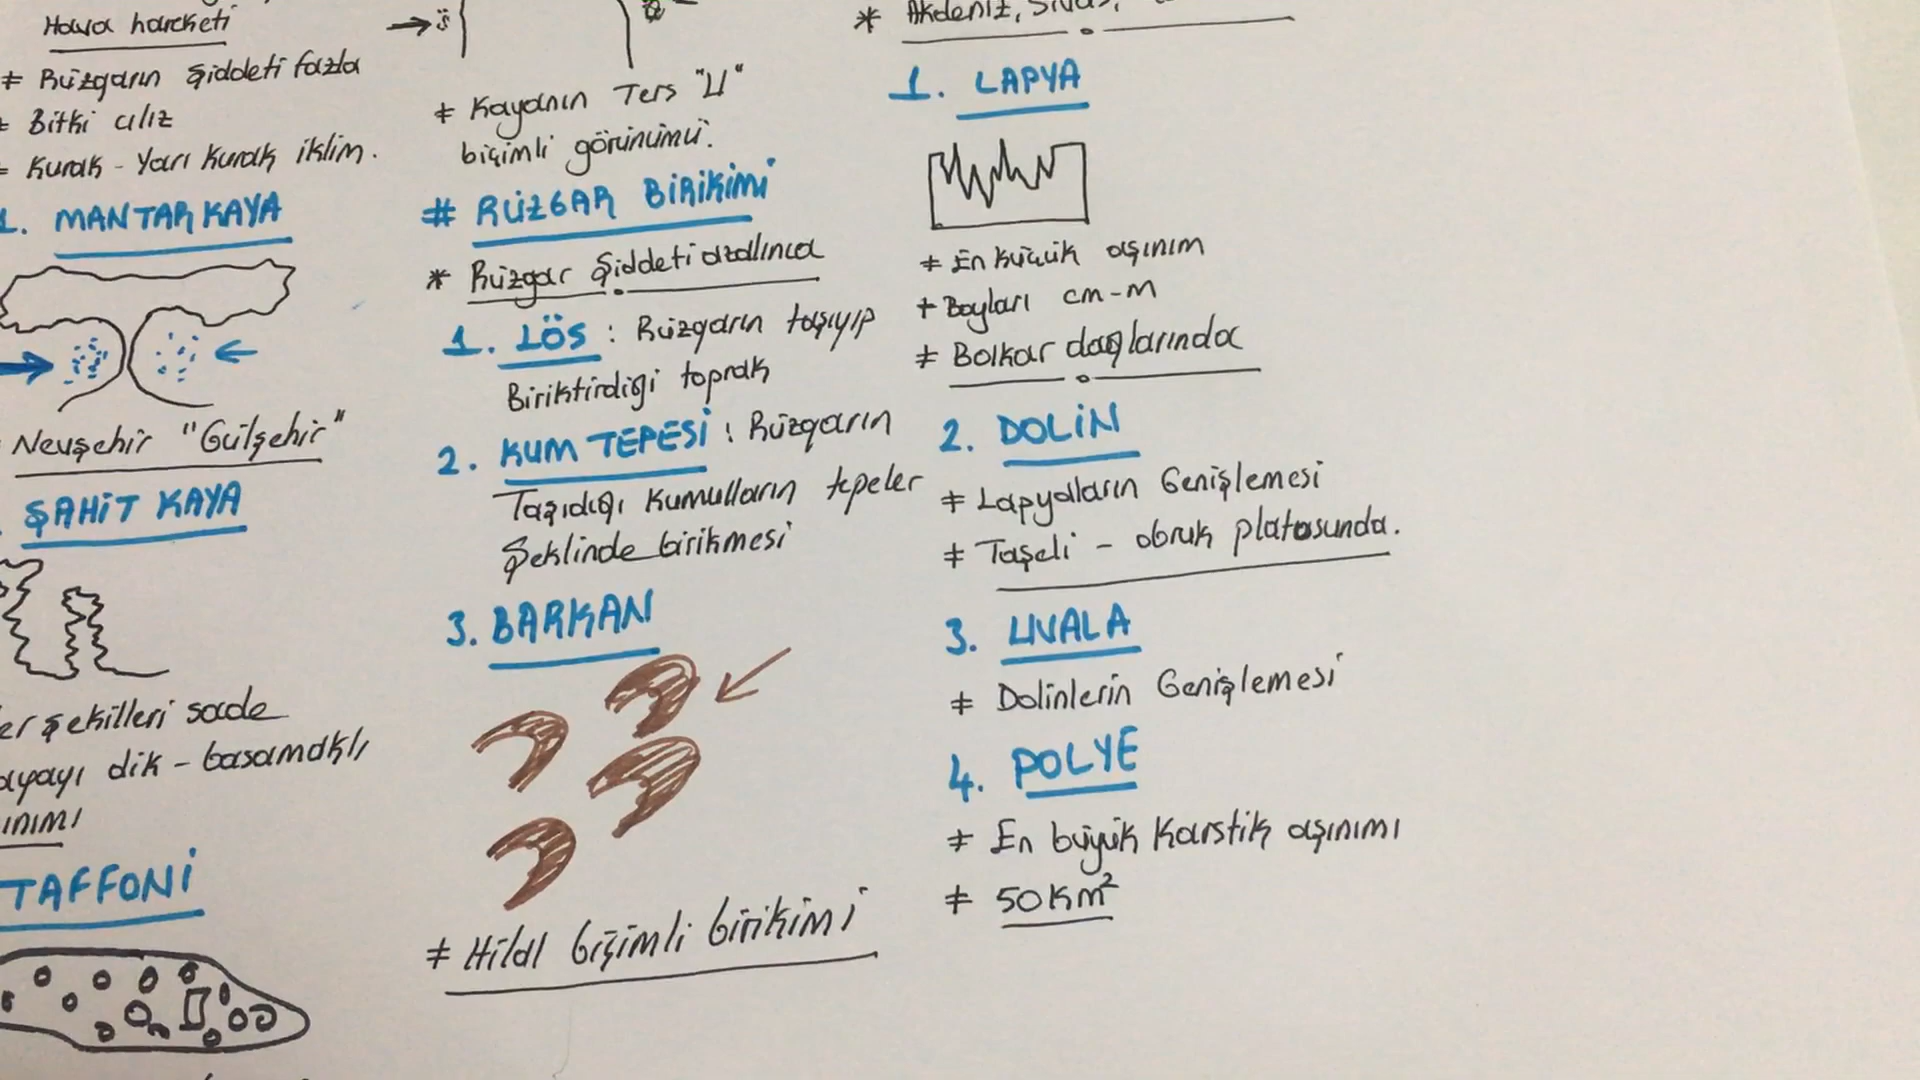 Hava hareketi
≠ Rüzgarın şiddeti fazla
= Bitki cılız
= Kurak - Yarı kurak iklim.
1. MANTAR KAYA
Nevşehir "Gülşehir"
ŞAHİT KAYA
şekilleri sade
dik - basamaklı
TAFFONİ
≠ Kayanın Ters "U"
biçimli görünümü.
# RÜZGAR BİRİKİMİ
* Rüzgar şiddeti azalınca
1. LÖS : Rüzgarın taşıyıp
Biriktirdiği toprak
2. KUM TEPESİ : Rüzgarın
Taşıdığı kumulların tepeler
şeklinde birikmesi
3. BARKAN
≠ Hilal biçimli birikimi
* Akdeniz, Sivas,
1. LAPYA
≠ En küçük aşınım
+ Boyları cm-m
≠ Bolkar dağlarında
2. DOLİN
≠ Lapyaların Genişlemesi
≠ Taşeli - obruk platosunda.
3. UVALA
≠ Dolinlerin Genişlemesi
4. POLYE
≠ En büyük karstik aşınımı
≠ 50 km²